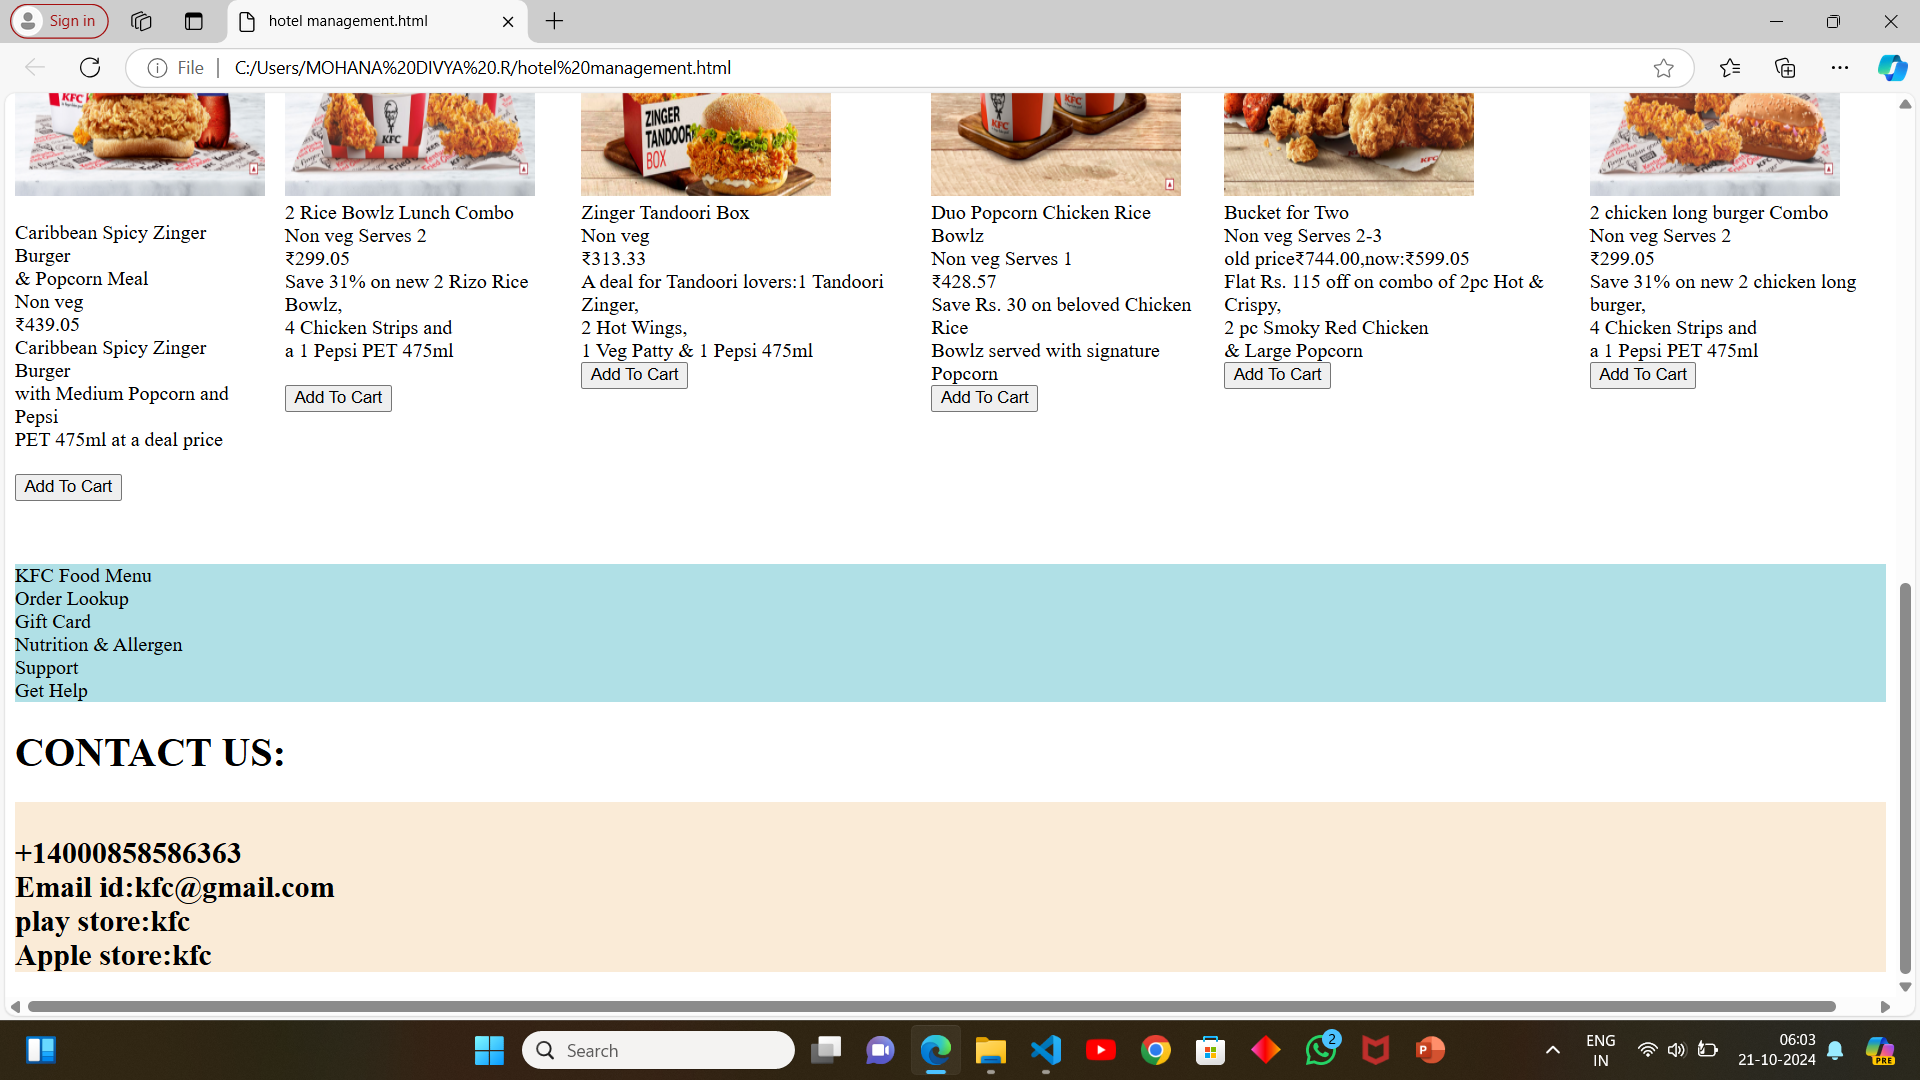 Sign in
hotel management.html
File
C:/Users/MOHANA%20DIVYA%20.R/hotel%20management.html
KFC
KFC
ZINGER
TANDOORI
BOX
KFC
KFC
KFC
Caribbean Spicy Zinger
Burger
& Popcorn Meal
Non veg
₹439.05
Caribbean Spicy Zinger
Burger
with Medium Popcorn and
Pepsi
PET 475ml at a deal price
Add To Cart
2 Rice Bowlz Lunch Combo
Non veg Serves 2
₹299.05
Save 31% on new 2 Rizo Rice
Bowlz,
4 Chicken Strips and
a 1 Pepsi PET 475ml
Add To Cart
Zinger Tandoori Box
Non veg
₹313.33
A deal for Tandoori lovers:1 Tandoori
Zinger,
2 Hot Wings,
1 Veg Patty & 1 Pepsi 475ml
Add To Cart
Duo Popcorn Chicken Rice
Bowlz
Non veg Serves 1
₹428.57
Save Rs. 30 on beloved Chicken
Rice
Bowlz served with signature
Popcorn
Add To Cart
Bucket for Two
Non veg Serves 2-3
old price₹744.00,now:₹599.05
Flat Rs. 115 off on combo of 2pc Hot &
Crispy,
2 pc Smoky Red Chicken
& Large Popcorn
Add To Cart
2 chicken long burger Combo
Non veg Serves 2
₹299.05
Save 31% on new 2 chicken long
burger,
4 Chicken Strips and
a 1 Pepsi PET 475ml
Add To Cart
KFC Food Menu
Order Lookup
Gift Card
Nutrition & Allergen
Support
Get Help
CONTACT US:
+14000858586363
Email id:kfc@gmail.com
play store:kfc
Apple store:kfc
Search
2
ENG
IN
06:03
21-10-2024
PRE